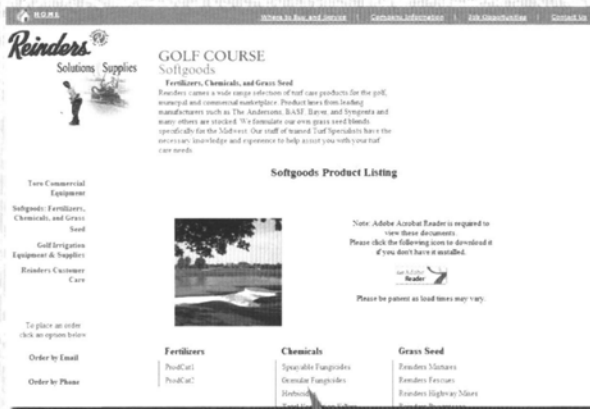 HOME
Where to Buy and Service | Company Information | Job Opportunities | Contact Us
Reinders
Solutions Supplies
GOLF COURSE
Softgoods
Fertilizers, Chemicals, and Grass Seed
Reinders carries a wide range selection of turf care products for the golf,
municipal and commercial marketplace. Product lines from leading
manufacturers such as The Andersons, BASF, Bayer, and Syngenta and
many others are stocked. We formulate our own grass seed blends
specifically for the Midwest. Our staff of trained Turf Specialists have the
necessary knowledge and experience to help assist you with your turf
care needs.
Softgoods Product Listing
Toro Commercial
Equipment
Softgoods: Fertilizers,
Chemicals, and Grass
Seed
Golf Irrigation
Equipment & Supplies
Reinders Customer
Care
To place an order
click an option below
Order by Email
Order by Phone
Note: Adobe Acrobat Reader is required to
view these documents.
Please click the following icon to download it
if you don't have it installed.
Get Adobe
Reader
Please be patient as load times may vary.
Fertilizers
ProdCat1
ProdCat2
Chemicals
Sprayable Fungicides
Granular Fungicides
Grass Seed
Reinders Mixtures
Reinders Fescues
Reinders Highway Mixes